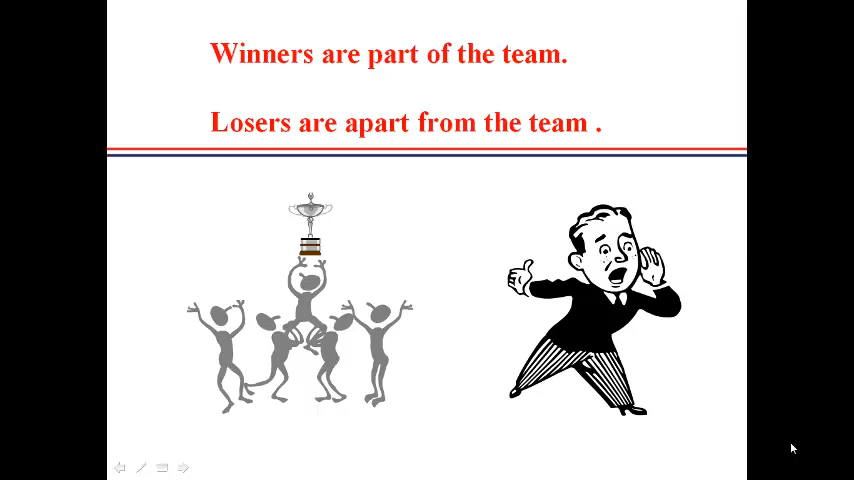 Winners are part of the team.
Losers are apart from the team .